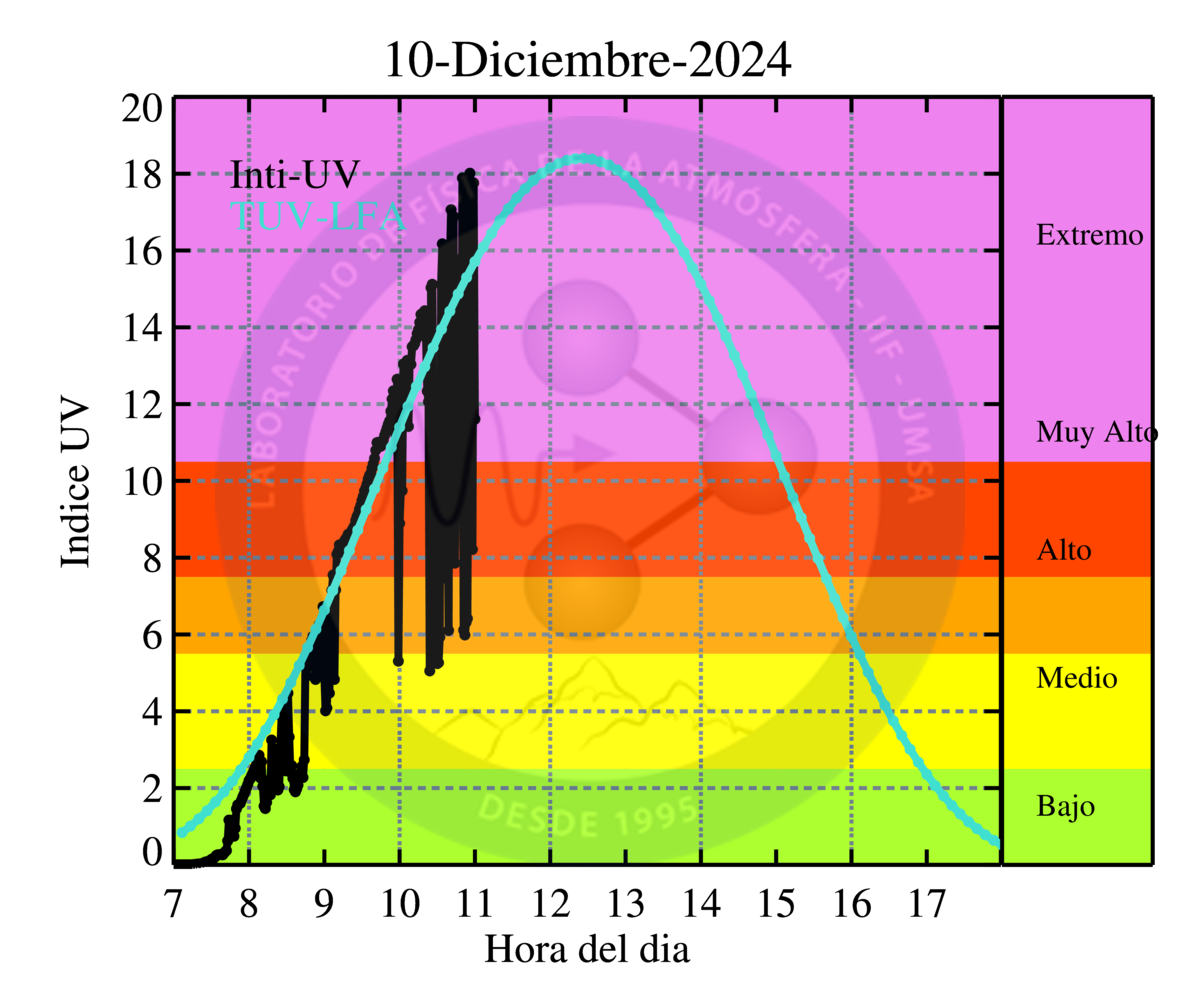 10-Diciembre-2024
20
18
16
14
12
10
8
6
4
2
0
Indice UV
Inti-UV
TUV-LFA
LABORATORIO DE FÍSICA DE LA ATMÓSFERA - IIF - UMSA
DESDE 1995
Extremo
Muy Alto
Alto
Medio
Bajo
7 8 9 10 11 12 13 14 15 16 17
Hora del dia